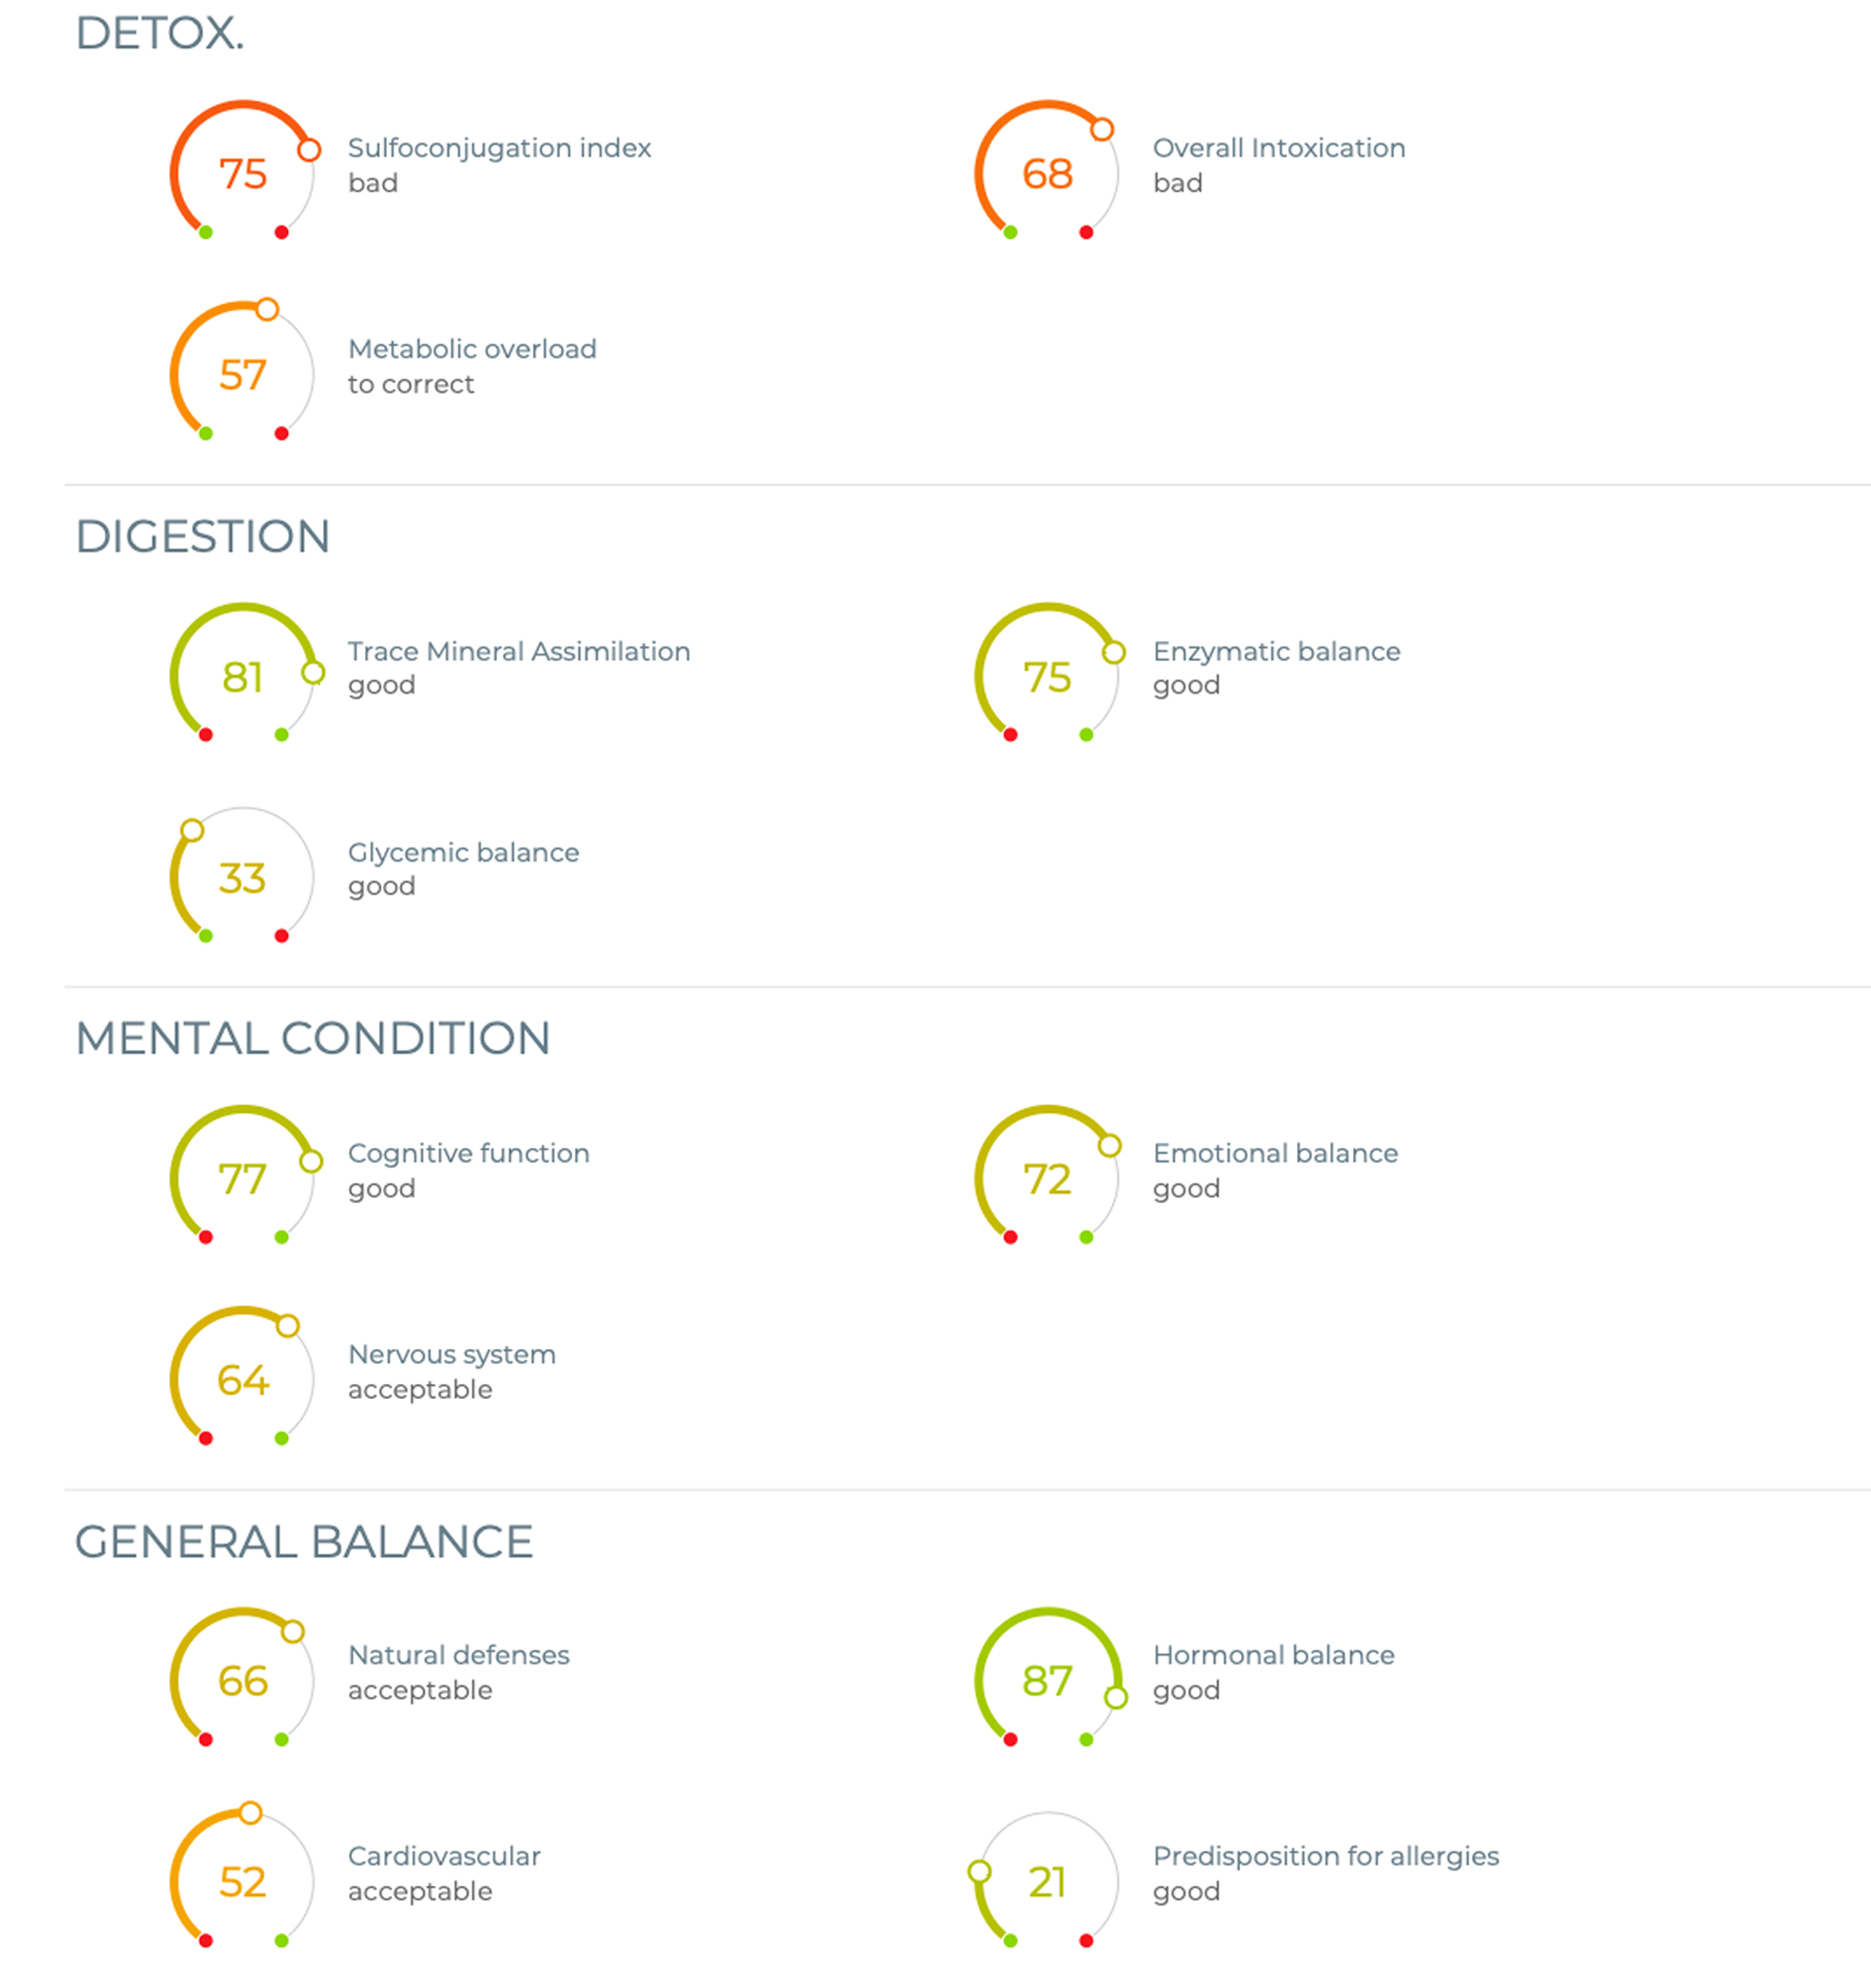 DETOX.
75
Sulfoconjugation index
bad
68
Overall Intoxication
bad
57
Metabolic overload
to correct
DIGESTION
81
Trace Mineral Assimilation
good
75
Enzymatic balance
good
33
Glycemic balance
good
MENTAL CONDITION
77
Cognitive function
good
72
Emotional balance
good
64
Nervous system
acceptable
GENERAL BALANCE
66
Natural defenses
acceptable
87
Hormonal balance
good
52
Cardiovascular
acceptable
21
Predisposition for allergies
good